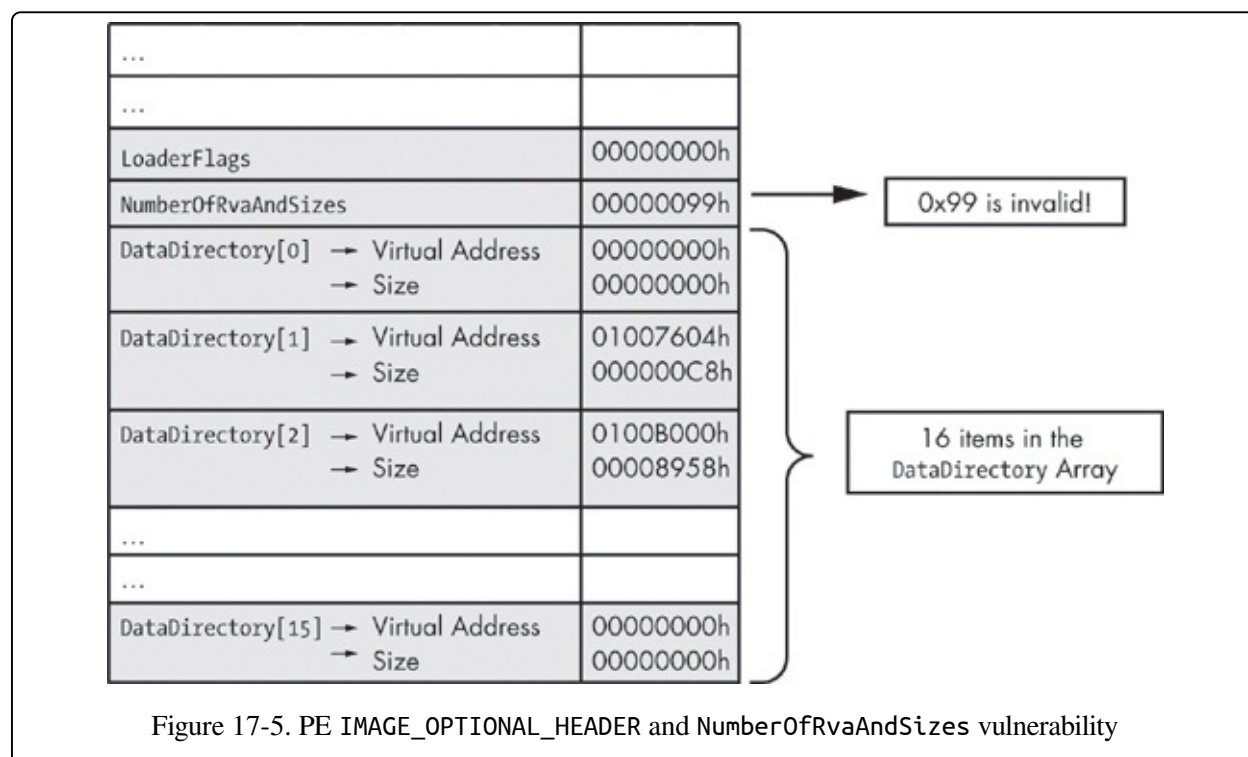 ...
...
LoaderFlags 00000000h
NumberOfRvaAndSizes 00000099h
0x99 is invalid!
DataDirectory[0] → Virtual Address 00000000h
→ Size 00000000h
DataDirectory[1] → Virtual Address 01007604h
→ Size 000000C8h
DataDirectory[2] → Virtual Address 0100B000h
→ Size 00008958h
16 items in the
DataDirectory Array
...
...
DataDirectory[15] → Virtual Address 00000000h
→ Size 00000000h
Figure 17-5. PE IMAGE_OPTIONAL_HEADER and NumberOfRvaAndSizes vulnerability